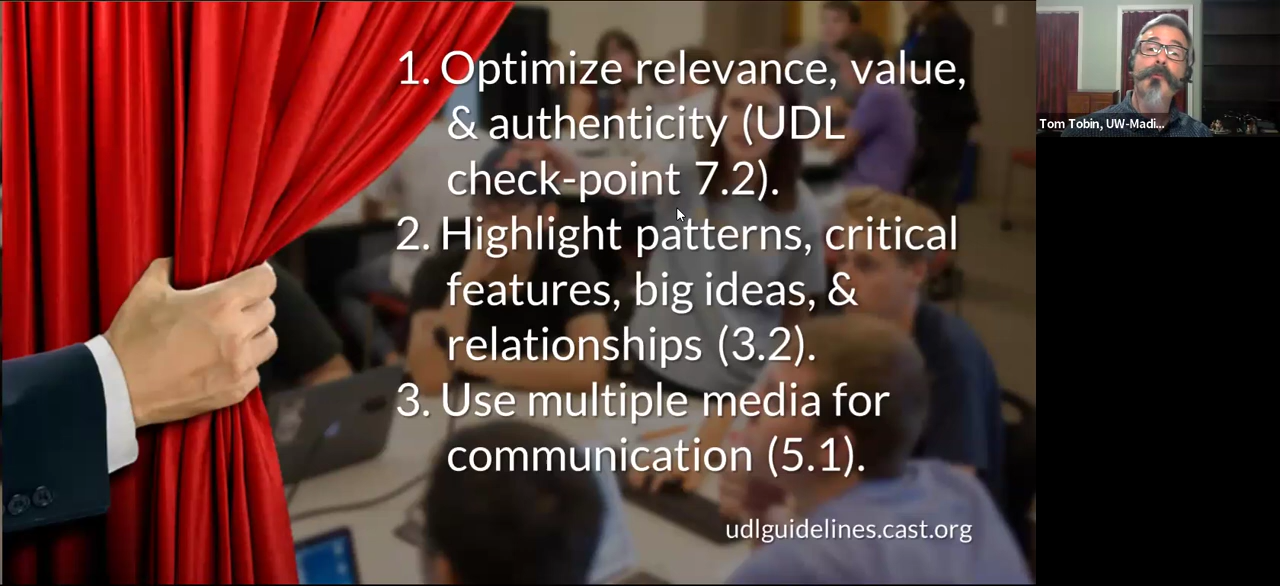 1. Optimize relevance, value,
& authenticity (UDL
check-point 7.2).
2. Highlight patterns, critical
features, big ideas, &
relationships (3.2).
3. Use multiple media for
communication (5.1).
udlguidelines.cast.org
Tom Tobin, UW-Madi...